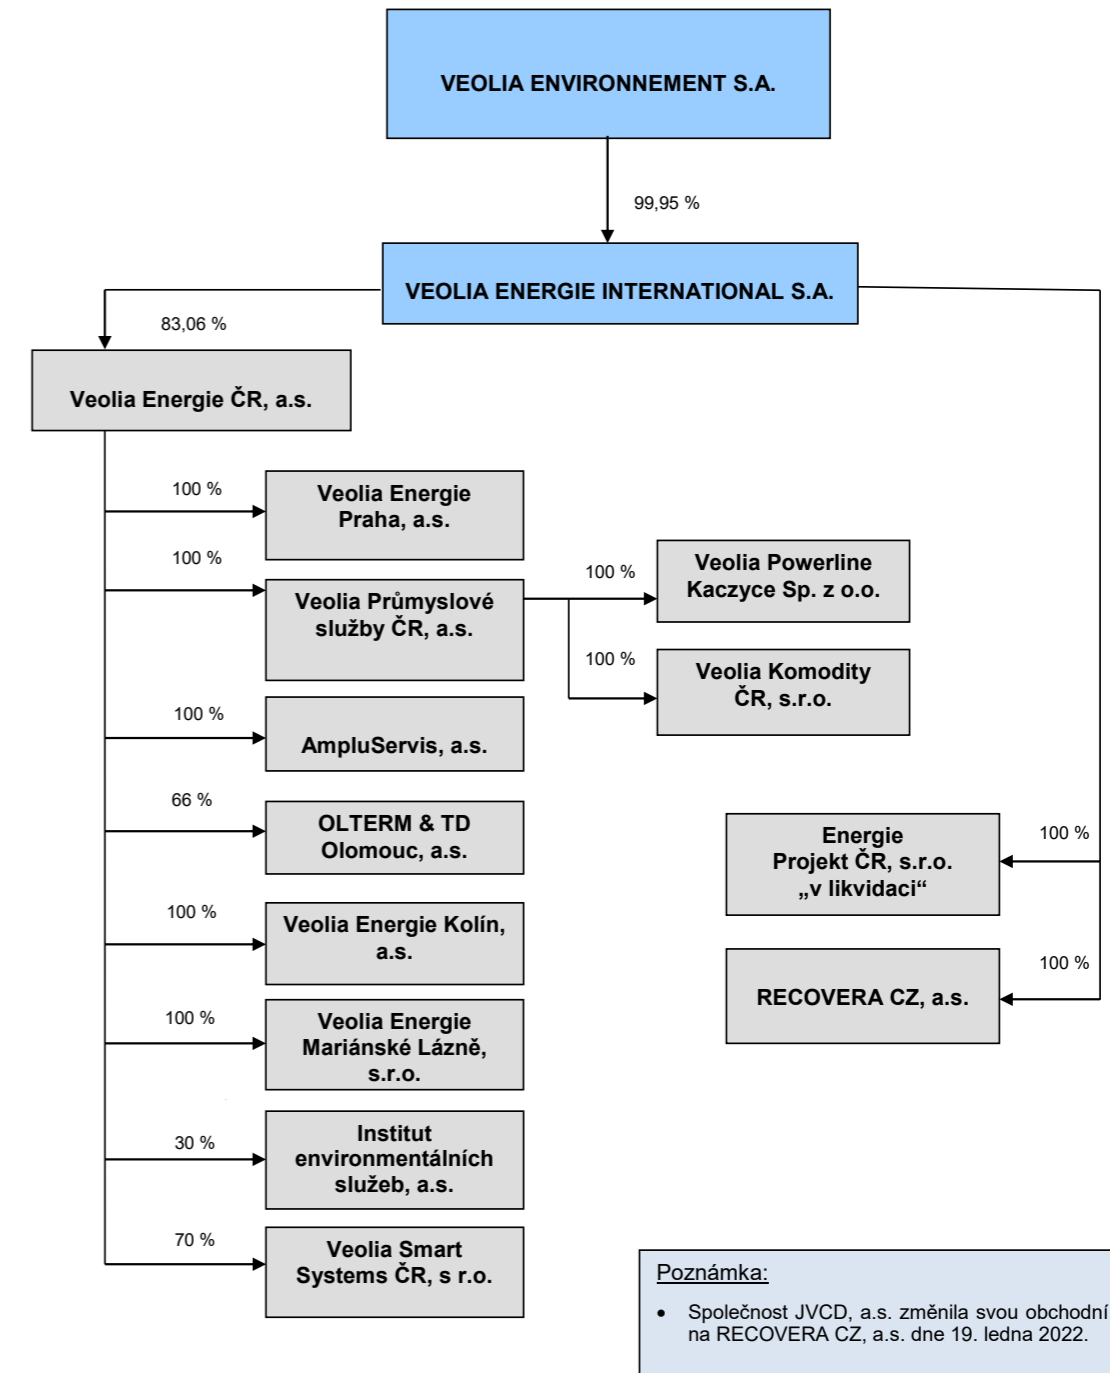 VEOLIA ENVIRONNEMENT S.A.
99,95 %
VEOLIA ENERGIE INTERNATIONAL S.A.
83,06 %
Veolia Energie ČR, a.s.
100 %
Veolia Energie
Praha, a.s.
100 %
Veolia Průmyslové
služby ČR, a.s.
100 %
Veolia Powerline
Kaczyce Sp. z o.o.
100 %
Veolia Komodity
ČR, s.r.o.
100 %
AmpluServis, a.s.
66 %
OLTERM & TD
Olomouc, a.s.
100 %
Veolia Energie Kolín,
a.s.
100 %
Veolia Energie
Mariánské Lázně,
s.r.o.
30 %
Institut
environmentálních
služeb, a.s.
70 %
Veolia Smart
Systems ČR, s r.o.
Energie
Projekt ČR, s.r.o.
„v likvidaci“
100 %
RECOVERA CZ, a.s.
100 %
Poznámka:
• Společnost JVCD, a.s. změnila svou obchodní
na RECOVERA CZ, a.s. dne 19. ledna 2022.